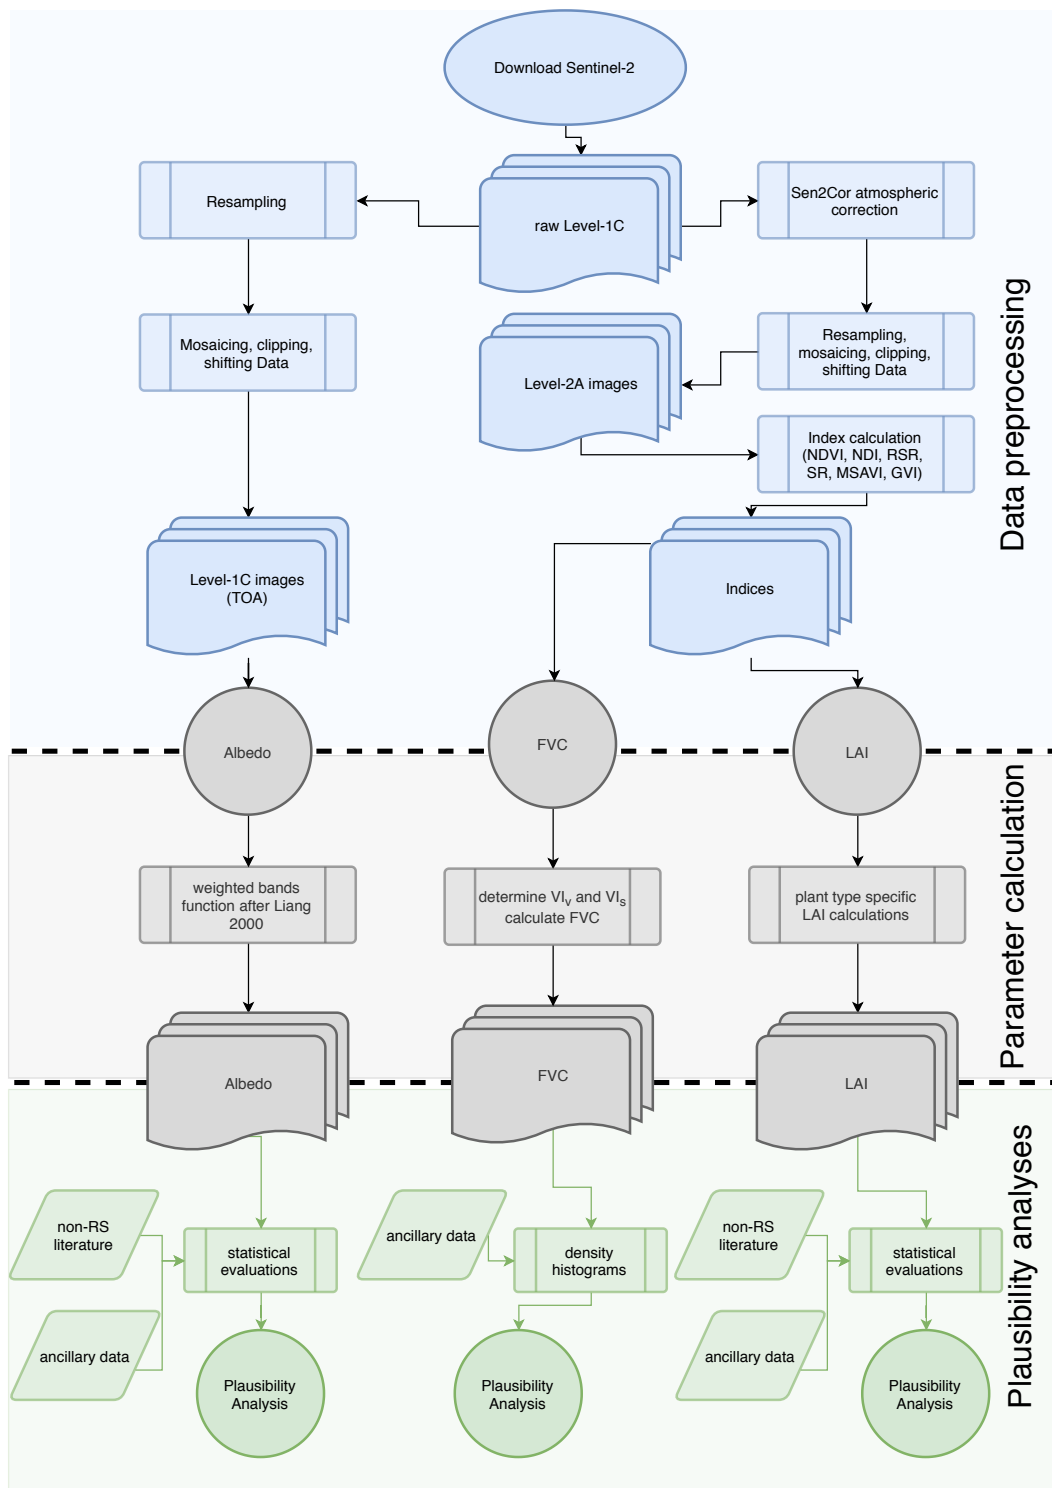 Download Sentinel-2
raw Level-1C
Resampling
Sen2Cor atmospheric
correction
Mosaicing, clipping,
shifting Data
Resampling,
mosaicing, clipping,
shifting Data
Level-2A images
Index calculation
(NDVI, NDI, RSR,
SR, MSAVI, GVI)
Level-1C images
(TOA)
Indices
Data preprocessing
Albedo
FVC
LAI
weighted bands
function after Liang
2000
determine VIv and VIs
calculate FVC
plant type specific
LAI calculations
Parameter calculation
Albedo
FVC
LAI
non-RS
literature
ancillary data
statistical
evaluations
Plausibility
Analysis
ancillary data
density
histograms
Plausibility
Analysis
non-RS
literature
ancillary data
statistical
evaluations
Plausibility
Analysis
Plausibility analyses